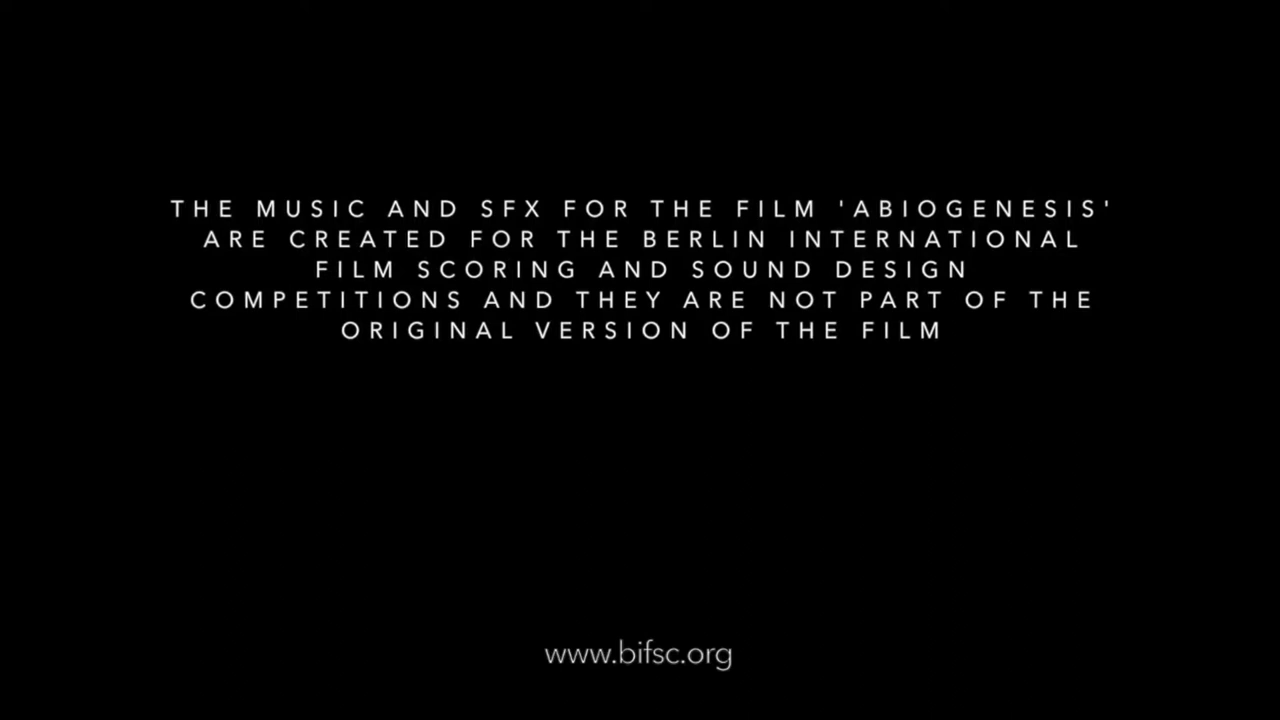 THE MUSIC AND SFX FOR THE FILM 'ABIOGENESIS'
ARE CREATED FOR THE BERLIN INTERNATIONAL
FILM SCORING AND SOUND DESIGN
COMPETITIONS AND THEY ARE NOT PART OF THE
ORIGINAL VERSION OF THE FILM
www.bifsc.org